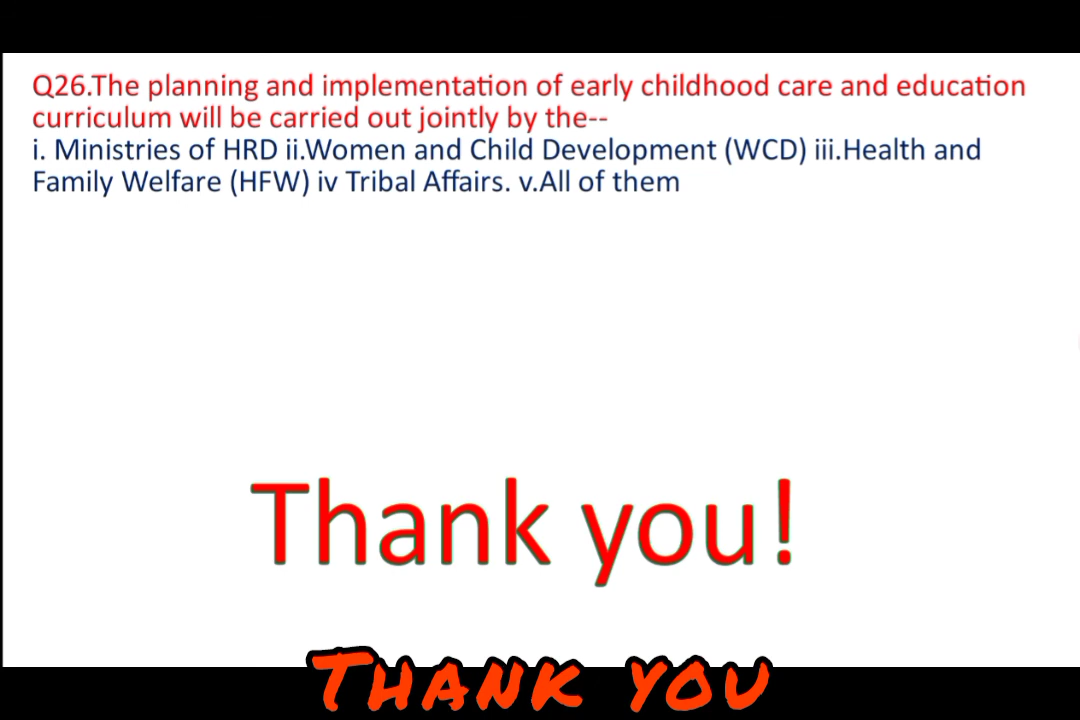 Q26.The planning and implementation of early childhood care and education
curriculum will be carried out jointly by the--
i. Ministries of HRD ii.Women and Child Development (WCD) iii.Health and
Family Welfare (HFW) iv Tribal Affairs. v.All of them
Thank you!
THANK YOU